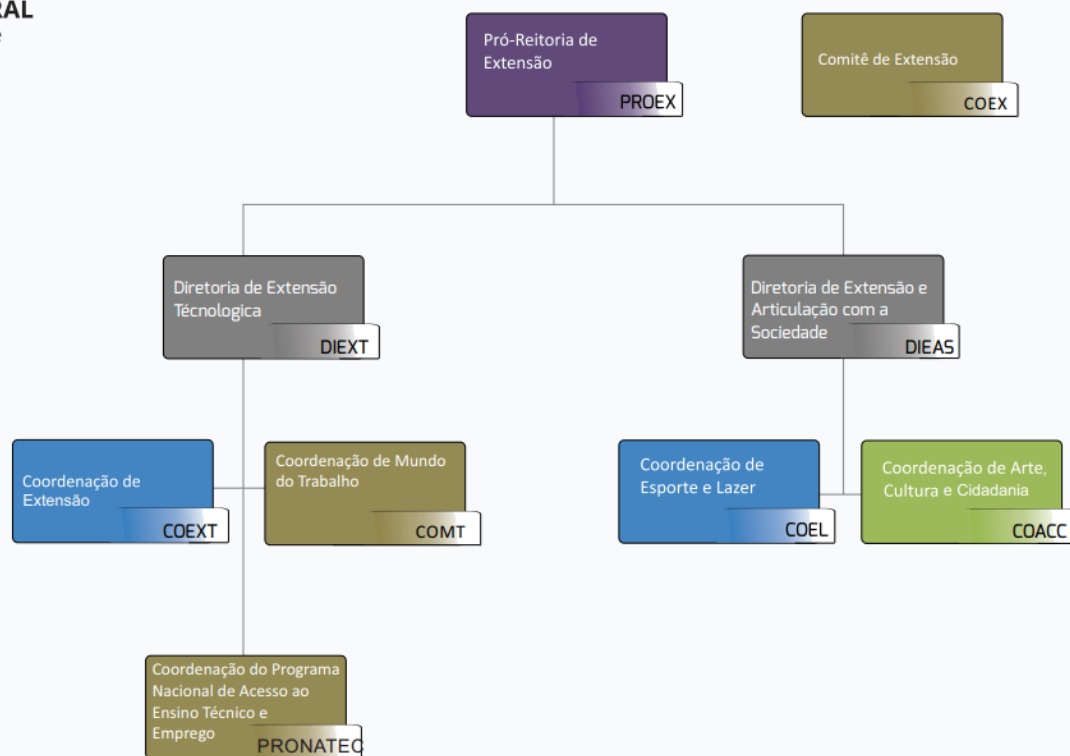 RAL
Pró-Reitoria de
Extensão
PROEX
Comitê de Extensão
COEX
Diretoria de Extensão
Técnologica
DIEXT
Diretoria de Extensão e
Articulação com a
Sociedade
DIEAS
Coordenação de
Extensão
COEXT
Coordenação de Mundo
do Trabalho
COMT
Coordenação de
Esporte e Lazer
COEL
Coordenação de Arte,
Cultura e Cidadania
COACC
Coordenação do Programa
Nacional de Acesso ao
Ensino Técnico e
Emprego
PRONATEC